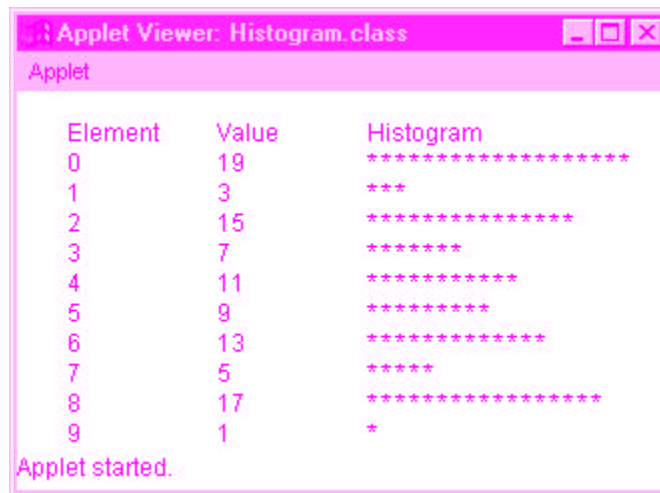 Applet Viewer: Histogram.class
Applet
Element Value Histogram
0 19 *******************
1 3 ***
2 15 ***************
3 7 *******
4 11 ***********
5 9 *********
6 13 *************
7 5 *****
8 17 *****************
9 1 *
Applet started.